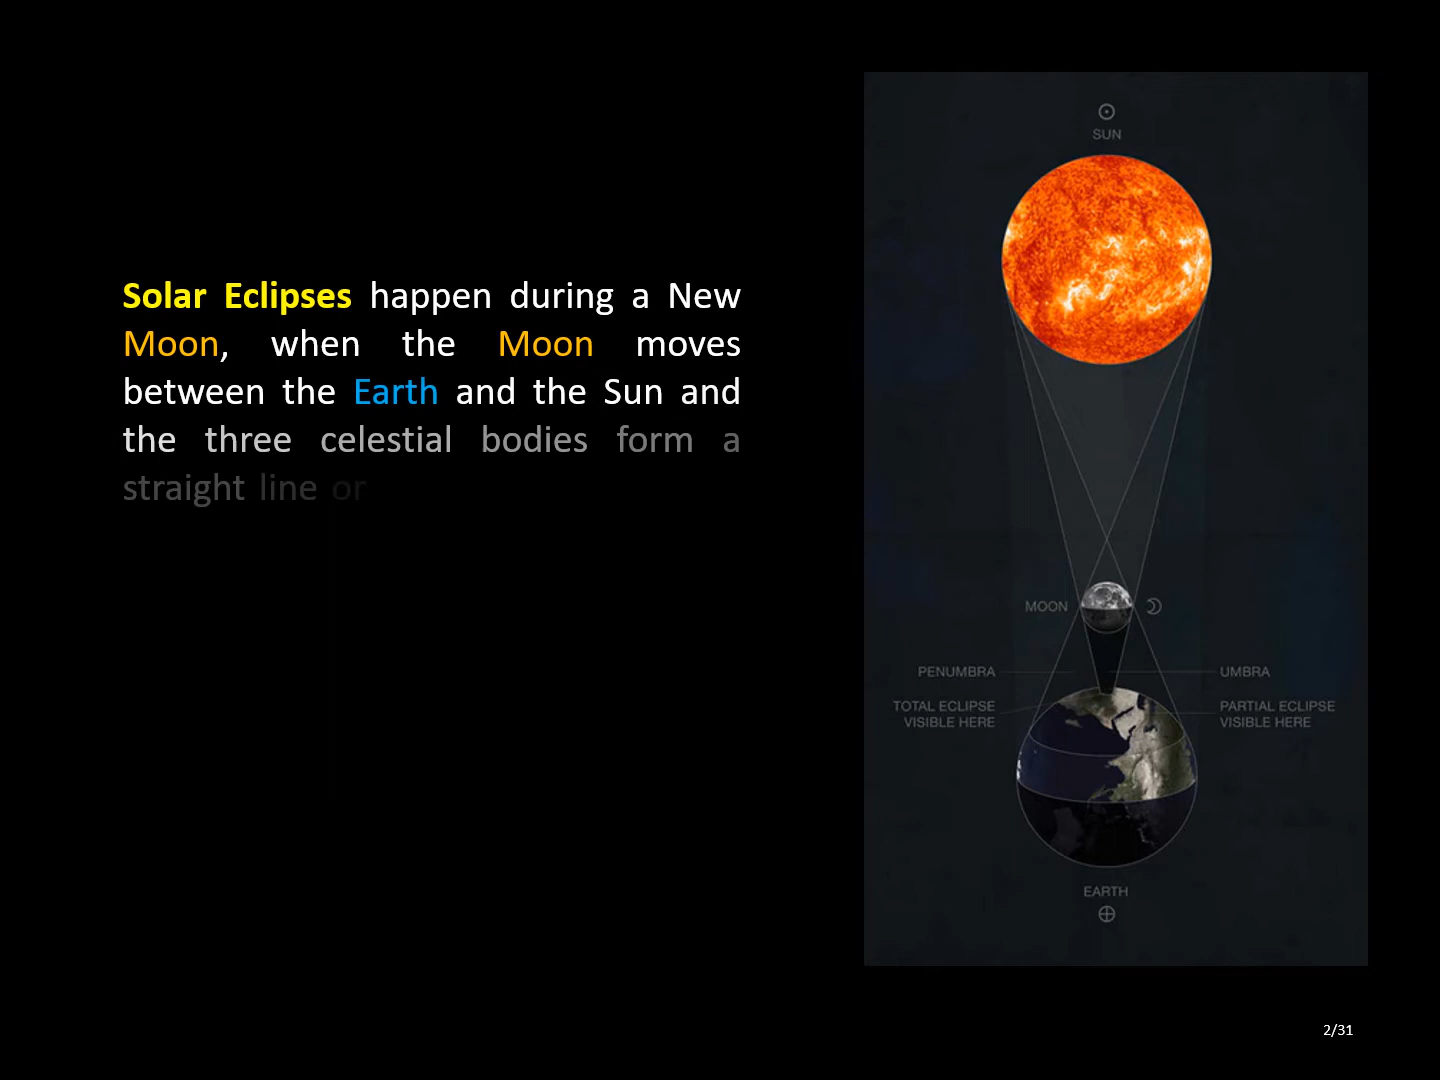 Solar Eclipses happen during a New
Moon, when the Moon moves
between the Earth and the Sun and
the three celestial bodies form a
straight line or
SUN
MOON
PENUMBRA
UMBRA
TOTAL ECLIPSE
VISIBLE HERE
PARTIAL ECLIPSE
VISIBLE HERE
EARTH
2/31